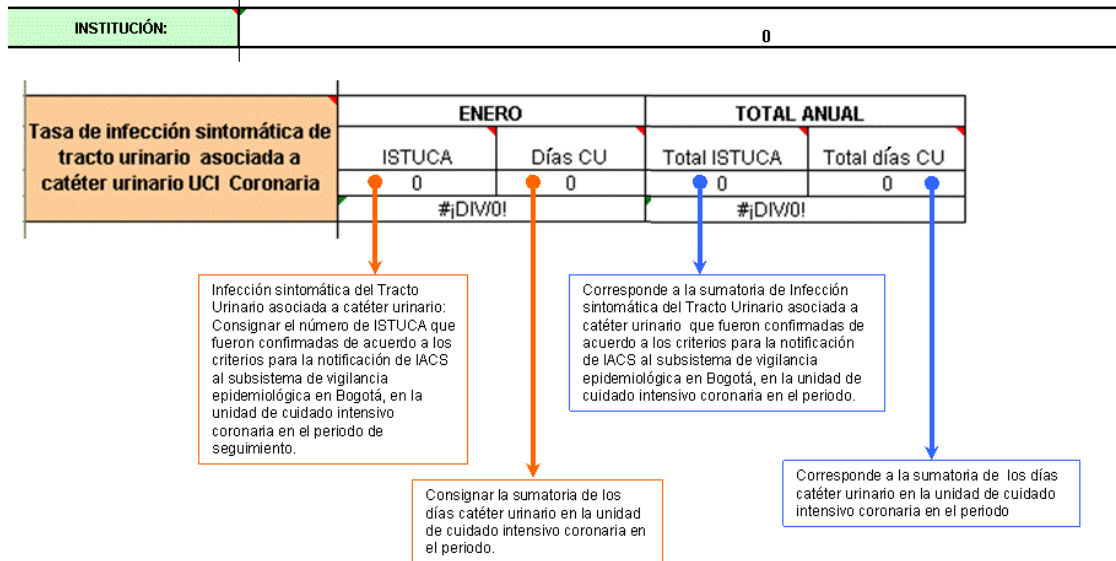 INSTITUCIÓN:
0
Tasa de infección sintomática de
tracto urinario asociada a
catéter urinario UCI Coronaria
ENERO
TOTAL ANUAL
ISTUCA
Días CU
Total ISTUCA
Total días CU
0
0
0
0
#¡DIV/0!
#¡DIV/0!
Infección sintomática del Tracto
Urinario asociada a catéter urinario:
Consignar el número de ISTUCA que
fueron confirmadas de acuerdo a los
criterios para la notificación de IACS
al subsistema de vigilancia
epidemiológica en Bogotá, en la
unidad de cuidado intensivo
coronaria en el periodo de
seguimiento.
Corresponde a la sumatoria de Infección
sintomática del Tracto Urinario asociada a
catéter urinario que fueron confirmadas de
acuerdo a los criterios para la notificación
de IACS al subsistema de vigilancia
epidemiológica en Bogotá, en la unidad de
cuidado intensivo coronaria en el periodo.
Consignar la sumatoria de los
días catéter urinario en la unidad
de cuidado intensivo coronaria en
el periodo.
Corresponde a la sumatoria de los días
catéter urinario en la unidad de cuidado
intensivo coronaria en el periodo